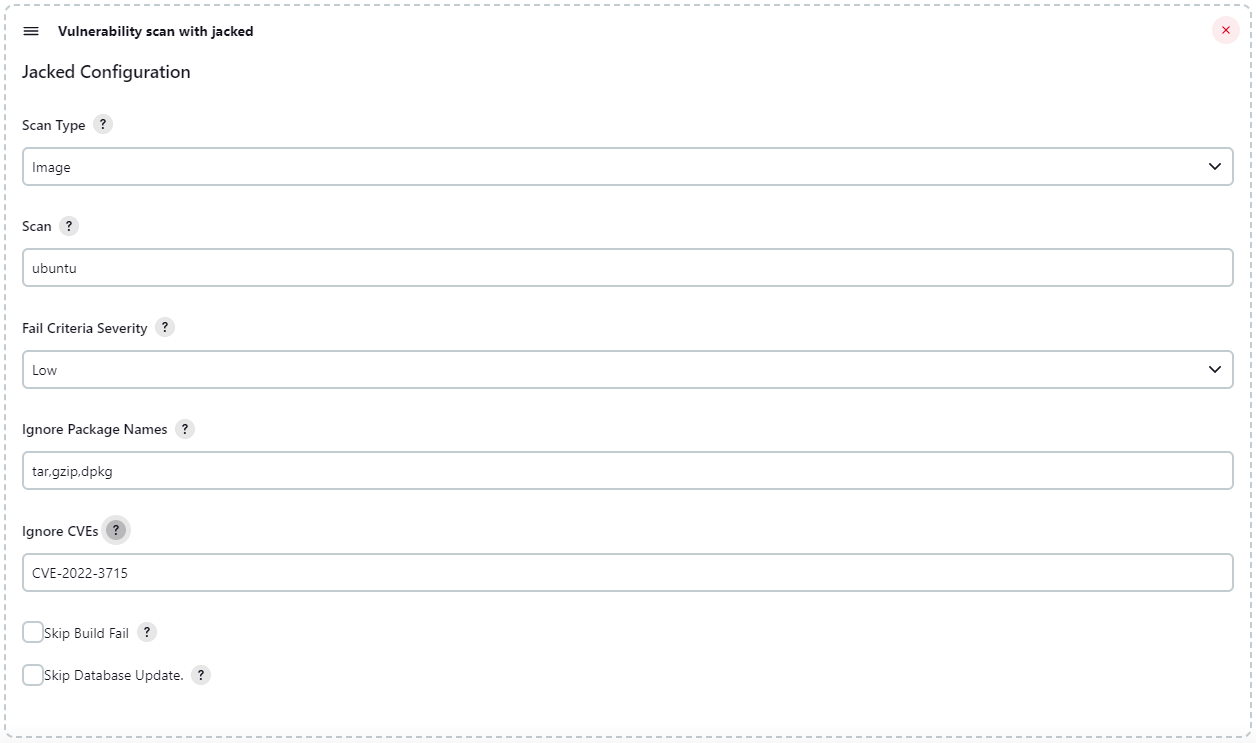 Vulnerability scan with jacked
Jacked Configuration
Scan Type ?
Image
Scan ?
ubuntu
Fail Criteria Severity ?
Low
Ignore Package Names ?
tar,gzip,dpkg
Ignore CVEs ?
CVE-2022-3715
Skip Build Fail ?
Skip Database Update. ?